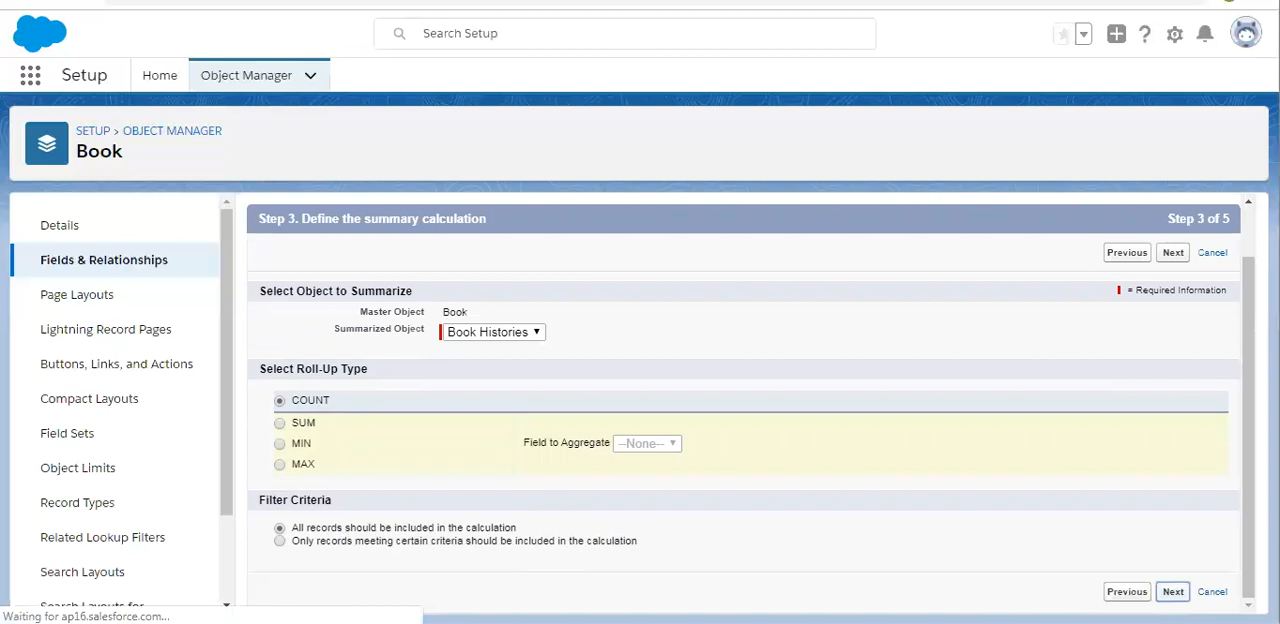 Search Setup
Setup
Home
Object Manager
SETUP > OBJECT MANAGER
Book
Details
Fields & Relationships
Page Layouts
Lightning Record Pages
Buttons, Links, and Actions
Compact Layouts
Field Sets
Object Limits
Record Types
Related Lookup Filters
Search Layouts
Search Layouts for
Step 3. Define the summary calculation
Step 3 of 5
Previous
Next
Cancel
Select Object to Summarize
= Required Information
Master Object
Book
Summarized Object
Book Histories
Select Roll-Up Type
COUNT
SUM
MIN
MAX
Field to Aggregate
--None--
Filter Criteria
All records should be included in the calculation
Only records meeting certain criteria should be included in the calculation
Previous
Next
Cancel
Waiting for ap16.salesforce.com...